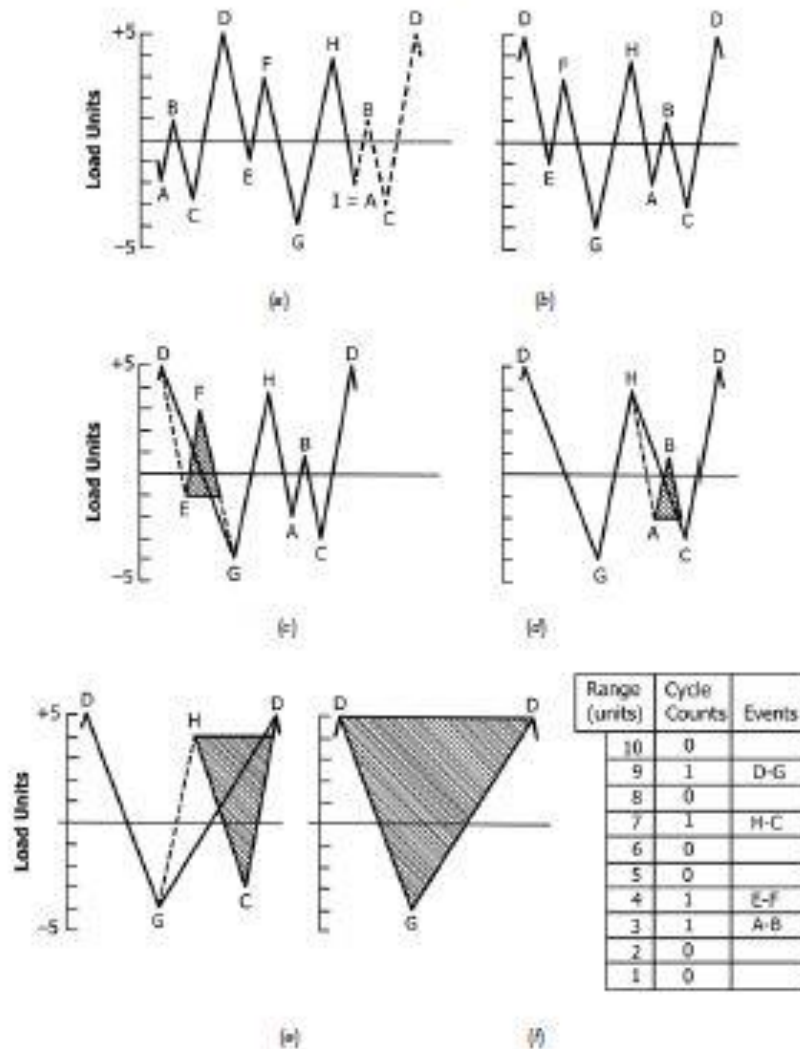 D D
+5
H
F
B B A
Load Units
A E I = A
C C
G
−5
(a)
D D
H
F
B
E A
C
G
(b)
D D
+5
H
F
B
Load Units
E A
C
G
−5
(c)
D D
H
B
A
C
G
(d)
D D
+5
H
Load Units
C
G
−5
(e)
D D
G
(f)
Range (units) Cycle Counts Events
10 0
9 1 D-G
8 0
7 1 H-C
6 0
5 0
4 1 E-F
3 1 A-B
2 0
1 0